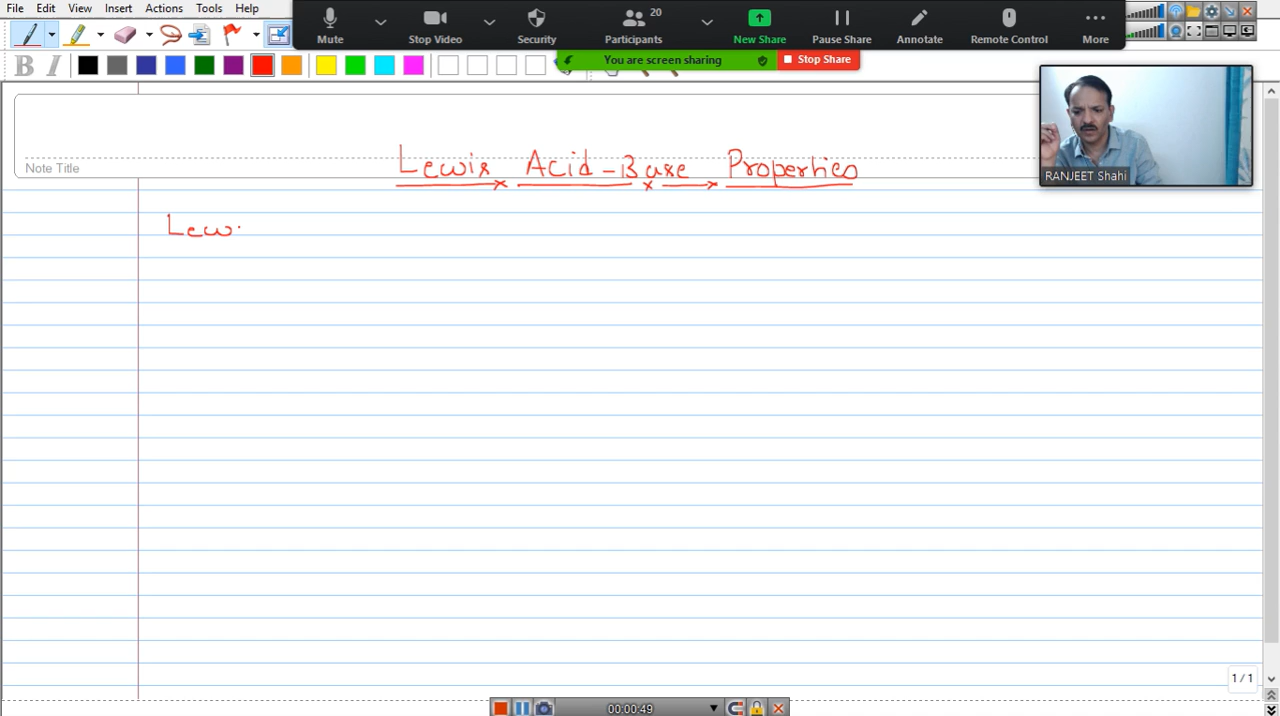 File Edit View Insert Actions Tools Help
Mute Stop Video Security Participants 20 New Share Pause Share Annotate Remote Control More
B I You are screen sharing Stop Share
Note Title
Lewis Acid-Base Properties
RANJEET Shahi
Lew
1/1
00:00:49